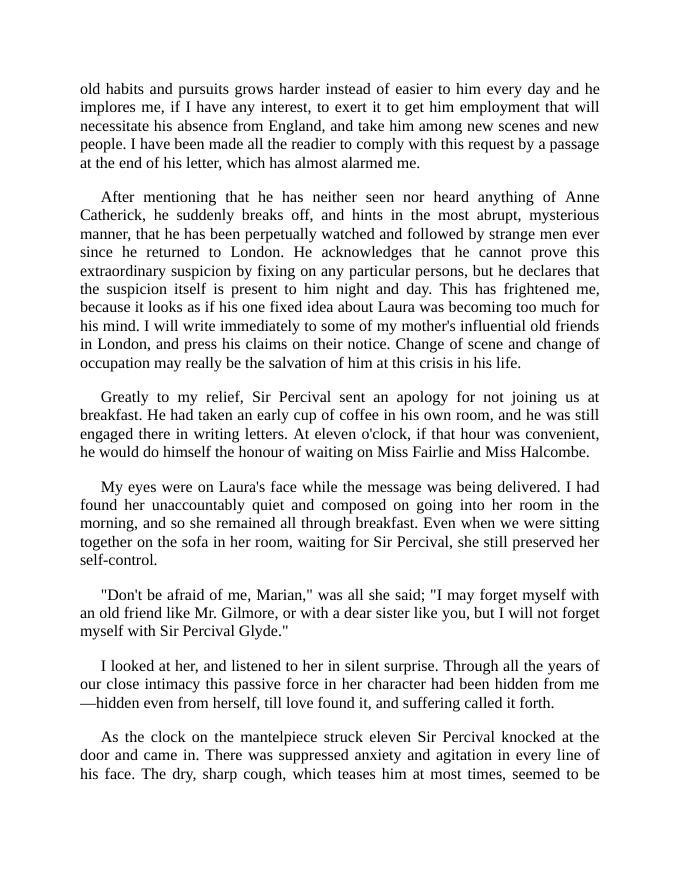 old habits and pursuits grows harder instead of easier to him every day and he
implores me, if I have any interest, to exert it to get him employment that will
necessitate his absence from England, and take him among new scenes and new
people. I have been made all the readier to comply with this request by a passage
at the end of his letter, which has almost alarmed me.
After mentioning that he has neither seen nor heard anything of Anne
Catherick, he suddenly breaks off, and hints in the most abrupt, mysterious
manner, that he has been perpetually watched and followed by strange men ever
since he returned to London. He acknowledges that he cannot prove this
extraordinary suspicion by fixing on any particular persons, but he declares that
the suspicion itself is present to him night and day. This has frightened me,
because it looks as if his one fixed idea about Laura was becoming too much for
his mind. I will write immediately to some of my mother's influential old friends
in London, and press his claims on their notice. Change of scene and change of
occupation may really be the salvation of him at this crisis in his life.
Greatly to my relief, Sir Percival sent an apology for not joining us at
breakfast. He had taken an early cup of coffee in his own room, and he was still
engaged there in writing letters. At eleven o'clock, if that hour was convenient,
he would do himself the honour of waiting on Miss Fairlie and Miss Halcombe.
My eyes were on Laura's face while the message was being delivered. I had
found her unaccountably quiet and composed on going into her room in the
morning, and so she remained all through breakfast. Even when we were sitting
together on the sofa in her room, waiting for Sir Percival, she still preserved her
self-control.
"Don't be afraid of me, Marian," was all she said; "I may forget myself with
an old friend like Mr. Gilmore, or with a dear sister like you, but I will not forget
myself with Sir Percival Glyde."
I looked at her, and listened to her in silent surprise. Through all the years of
our close intimacy this passive force in her character had been hidden from me
—hidden even from herself, till love found it, and suffering called it forth.
As the clock on the mantelpiece struck eleven Sir Percival knocked at the
door and came in. There was suppressed anxiety and agitation in every line of
his face. The dry, sharp cough, which teases him at most times, seemed to be